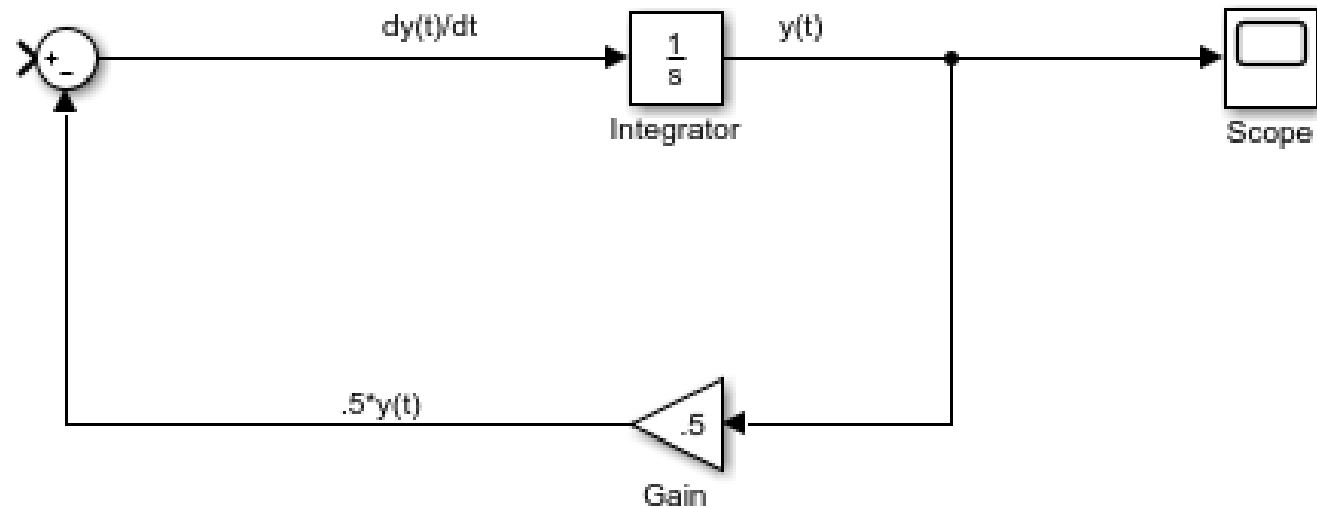 dy(t)/dt
y(t)
+
−
1
s
Integrator
Scope
.5*y(t)
.5
Gain